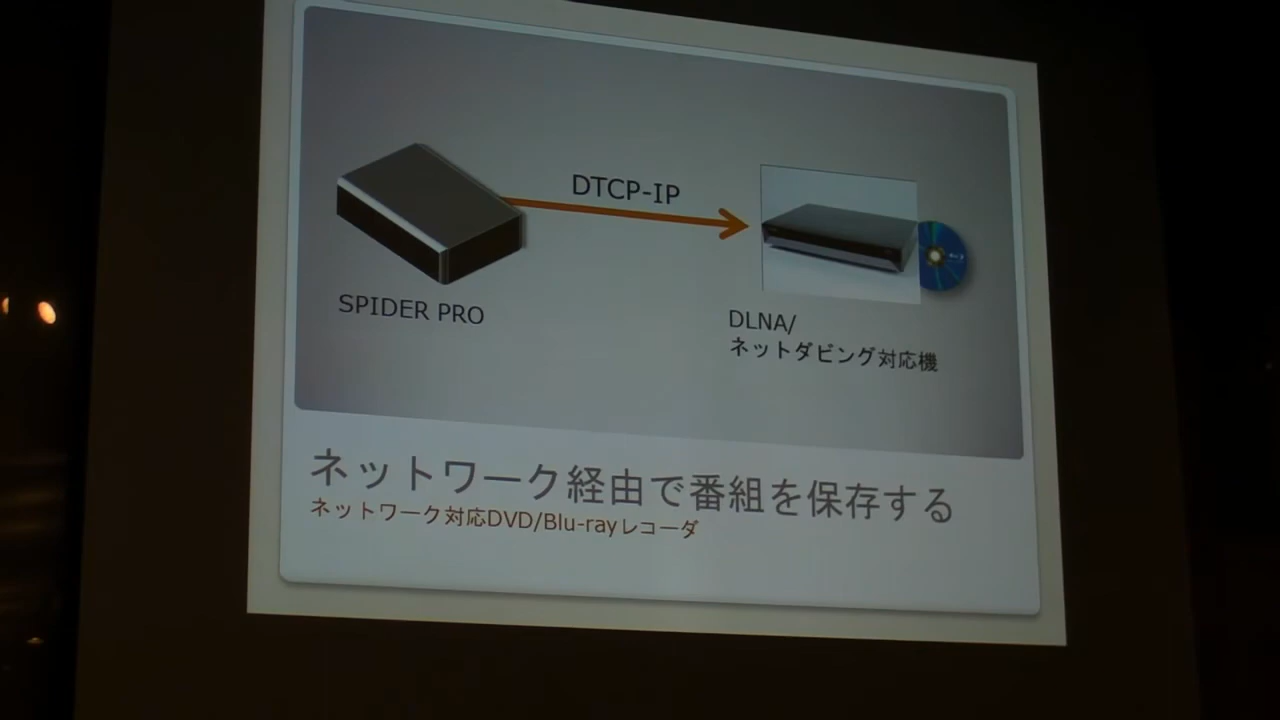 DTCP-IP
SPIDER PRO
DLNA/
ネットダビング対応機
ネットワーク経由で番組を保存する
ネットワーク対応DVD/Blu-rayレコーダ